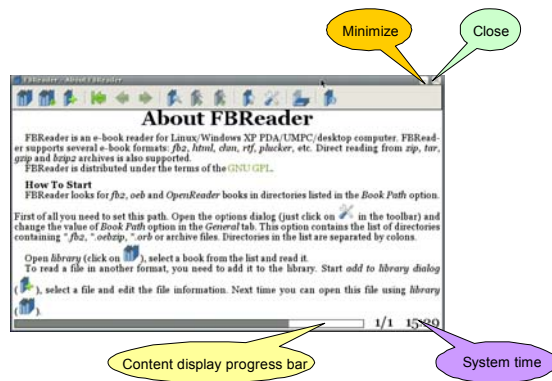 Minimize
Close
FBReader - About FBReader
About FBReader
FBReader is an e-book reader for Linux/Windows XP PDA/UMPC/desktop computer. FBRead-
er supports several e-book formats: fb2, html, chm, rtf, plucker, etc. Direct reading from zip, tar,
gzip and bzip2 archives is also supported.
FBReader is distributed under the terms of the GNU GPL.
How To Start
FBReader looks for fb2, oeb and OpenReader books in directories listed in the Book Path option.
First of all you need to set this path. Open the options dialog (just click on in the toolbar) and
change the value of Book Path option in the General tab. This option contains the list of directories
containing *.fb2, *.oebzip, *.orb or archive files. Directories in the list are separated by colons.
Open library (click on ), select a book from the list and read it.
To read a file in another format, you need to add it to the library. Start add to library dialog
( ), select a file and edit the file information. Next time you can open this file using library
( ).
1/1 15:29
Content display progress bar
System time